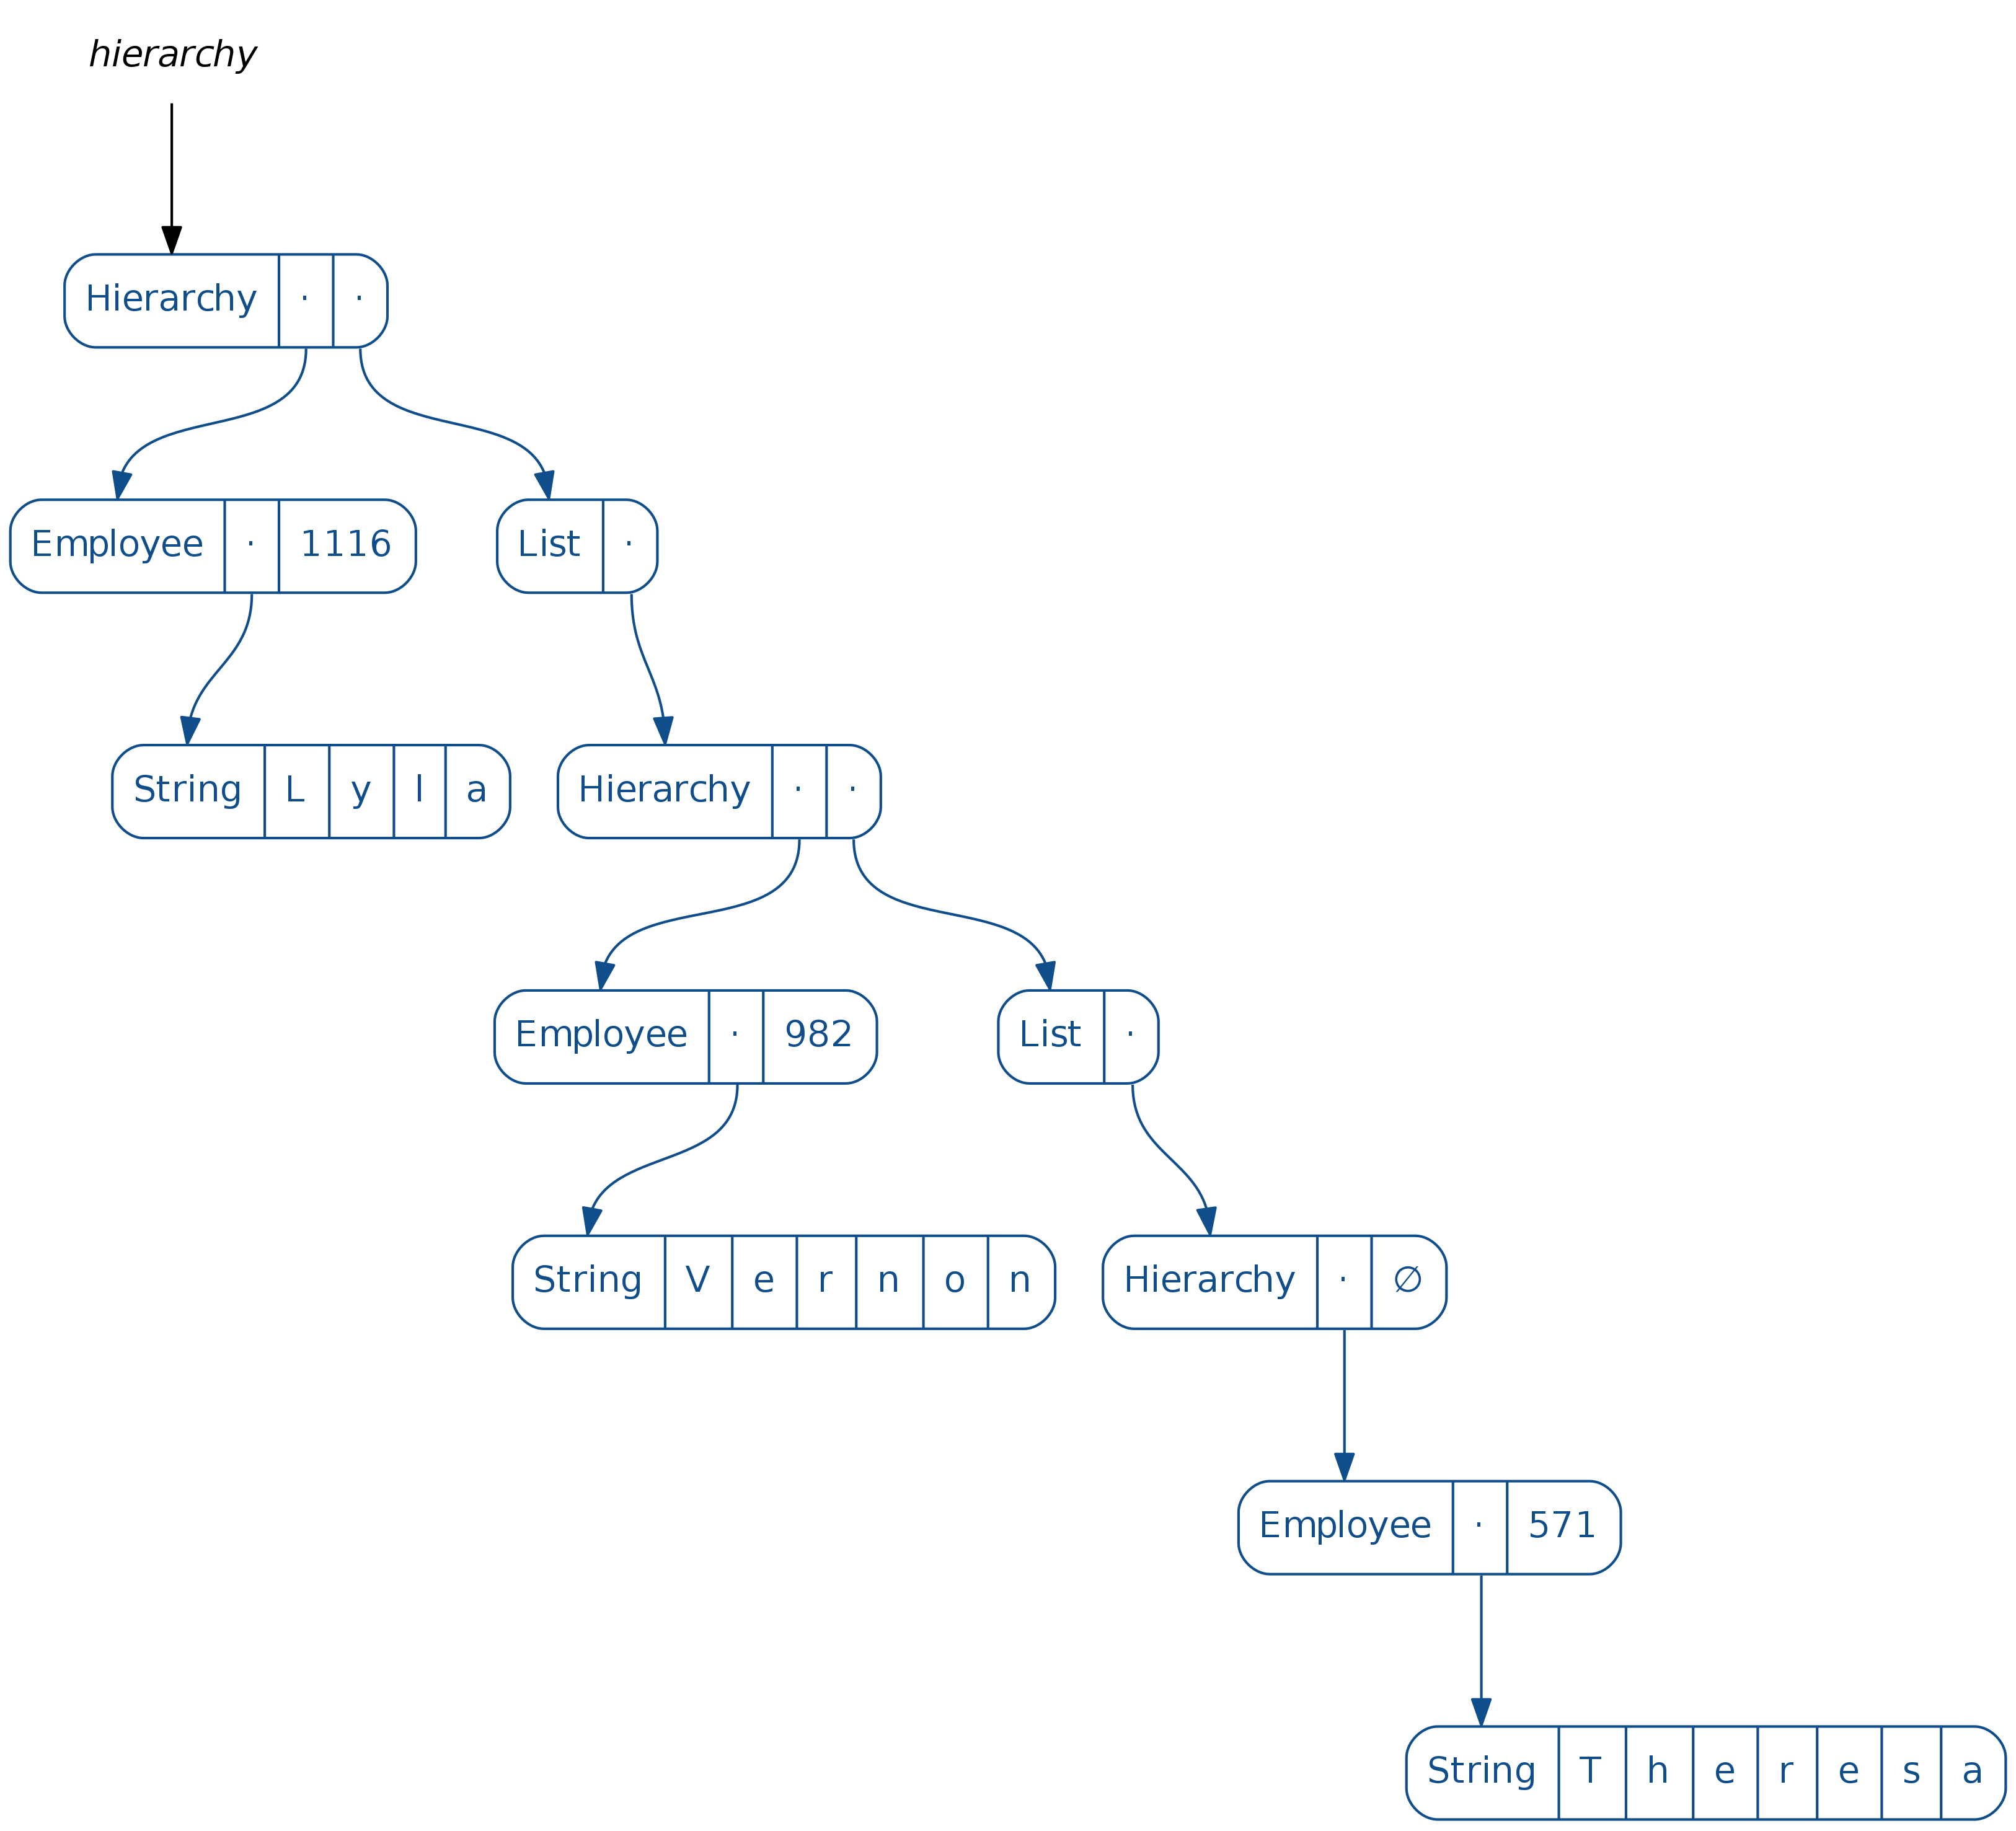 hierarchy
Hierarchy · ·
Employee · 1116
List ·
String L y l a
Hierarchy · ·
Employee · 982
List ·
String V e r n o n
Hierarchy · ∅
Employee · 571
String T h e r e s a